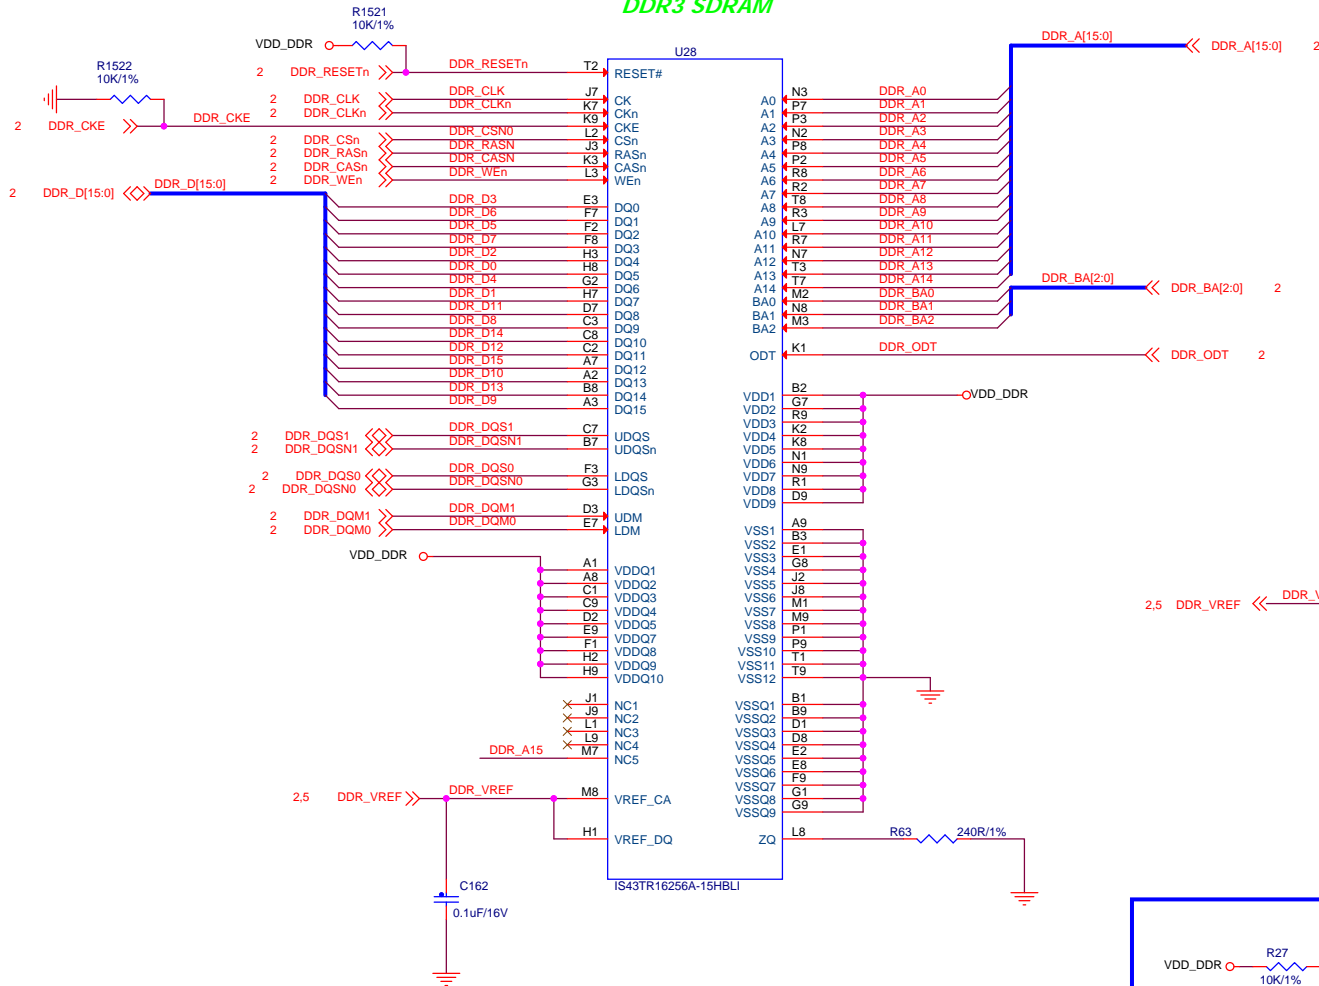 DDR3 SDRAM
R1521
10K/1%
VDD_DDR
R1522
10K/1%
2 DDR_RESETn DDR_RESETn T2 RESET#
2 DDR_CLK DDR_CLK J7 CK
2 DDR_CLKn DDR_CLKn K7 CKn
2 DDR_CKE DDR_CKE K9 CKE
2 DDR_CSn DDR_CSN0 L2 CSn
2 DDR_RASn DDR_RASN J3 RASn
2 DDR_CASn DDR_CASN K3 CASn
2 DDR_WEn DDR_WEn L3 WEn
2 DDR_D[15:0] DDR_D[15:0]
DDR_D3 E3 DQ0
DDR_D6 F7 DQ1
DDR_D5 F2 DQ2
DDR_D7 F8 DQ3
DDR_D2 H3 DQ4
DDR_D0 H8 DQ5
DDR_D4 G2 DQ6
DDR_D1 H7 DQ7
DDR_D11 D7 DQ8
DDR_D8 C3 DQ9
DDR_D14 C8 DQ10
DDR_D12 C2 DQ11
DDR_D15 A7 DQ12
DDR_D10 A2 DQ13
DDR_D13 B8 DQ14
DDR_D9 A3 DQ15
2 DDR_DQS1 DDR_DQS1 C7 UDQS
2 DDR_DQSN1 DDR_DQSN1 B7 UDQSn
2 DDR_DQS0 DDR_DQS0 F3 LDQS
2 DDR_DQSN0 DDR_DQSN0 G3 LDQSn
2 DDR_DQM1 DDR_DQM1 D3 UDM
2 DDR_DQM0 DDR_DQM0 E7 LDM
VDD_DDR
A1 VDDQ1
A8 VDDQ2
C1 VDDQ3
C9 VDDQ4
D2 VDDQ5
E9 VDDQ7
F1 VDDQ8
H2 VDDQ9
H9 VDDQ10
J1 NC1
J9 NC2
L1 NC3
L9 NC4
DDR_A15 M7 NC5
2,5 DDR_VREF DDR_VREF M8 VREF_CA
H1 VREF_DQ
C162
0.1uF/16V
U28
IS43TR16256A-15HBLI
DDR_A[15:0] DDR_A[15:0] 2
A0 N3 DDR_A0
A1 P7 DDR_A1
A2 P3 DDR_A2
A3 N2 DDR_A3
A4 P8 DDR_A4
A5 P2 DDR_A5
A6 R8 DDR_A6
A7 R2 DDR_A7
A8 T8 DDR_A8
A9 R3 DDR_A9
A10 L7 DDR_A10
A11 R7 DDR_A11
A12 N7 DDR_A12
A13 T3 DDR_A13
A14 T7 DDR_A14
DDR_BA[2:0] DDR_BA[2:0] 2
BA0 M2 DDR_BA0
BA1 N8 DDR_BA1
BA2 M3 DDR_BA2
ODT K1 DDR_ODT DDR_ODT 2
VDD1 B2 VDD_DDR
VDD2 G7
VDD3 R9
VDD4 K2
VDD5 K8
VDD6 N1
VDD7 N9
VDD8 R1
VDD9 D9
VSS1 A9
VSS2 B3
VSS3 E1
VSS4 G8
VSS5 J2
VSS6 J8
VSS7 M1
VSS8 M9
VSS9 P1
VSS10 P9
VSS11 T1
VSS12 T9
VSSQ1 B1
VSSQ2 B9
VSSQ3 D1
VSSQ4 D8
VSSQ5 E2
VSSQ6 E8
VSSQ7 F9
VSSQ8 G1
VSSQ9 G9
ZQ L8 R63 240R/1%
2,5 DDR_VREF
VDD_DDR
R27
10K/1%